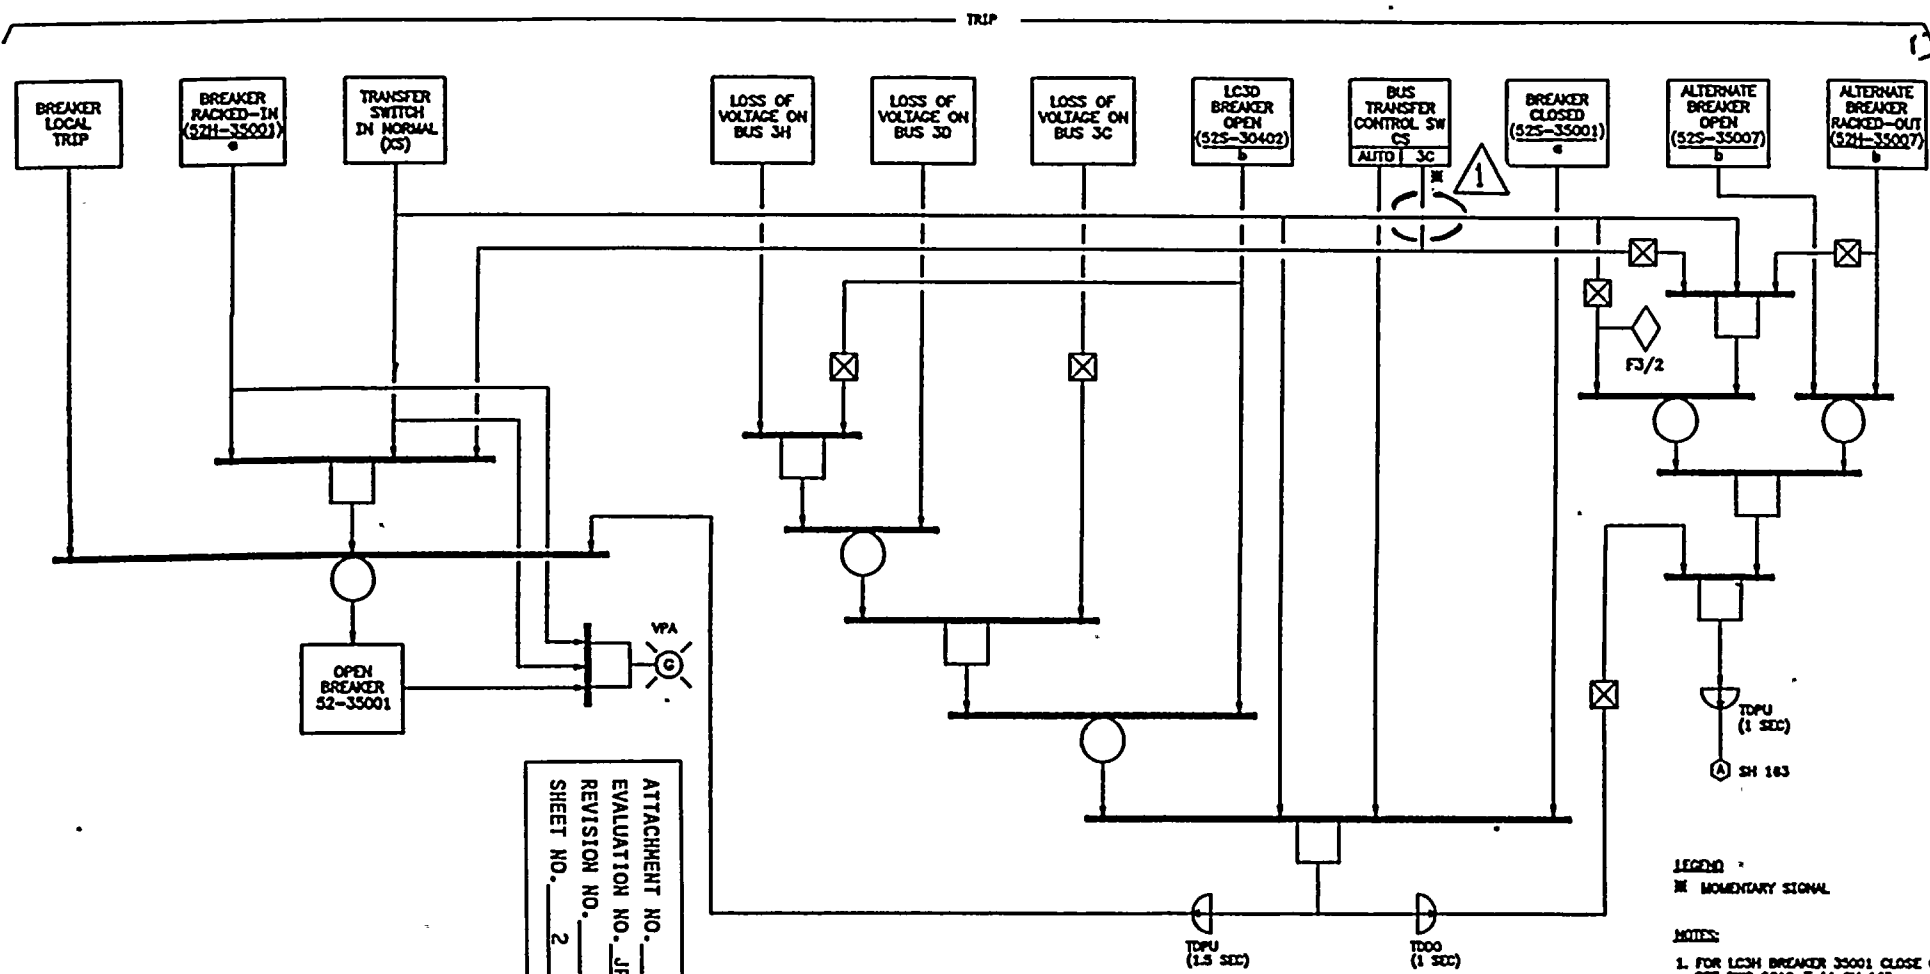 TRIP
BREAKER
LOCAL
TRIP
BREAKER
RACKED-IN
(52H-35001)
a
TRANSFER
SWITCH
IN NORMAL
(XS)
LOSS OF
VOLTAGE ON
BUS 3H
LOSS OF
VOLTAGE ON
BUS 3D
LOSS OF
VOLTAGE ON
BUS 3C
LC3D
BREAKER
OPEN
(52S-30402)
b
BUS
TRANSFER
CONTROL SW
CS
AUTO 3C
BREAKER
CLOSED
(52S-35001)
a
ALTERNATE
BREAKER
OPEN
(52S-35007)
b
ALTERNATE
BREAKER
RACKED-OUT
(52H-35007)
b
1
F3/2
VPA
G
OPEN
BREAKER
52-35001
TDPU
(1 SEC)
A SH 163
ATTACHMENT NO.
EVALUATION NO.
REVISION NO.
SHEET NO. 2
TDPU
(1.5 SEC)
TDDO
(1 SEC)
LEGEND
※ MOMENTARY SIGNAL
NOTES:
1. FOR LC3H BREAKER 35001 CLOSE